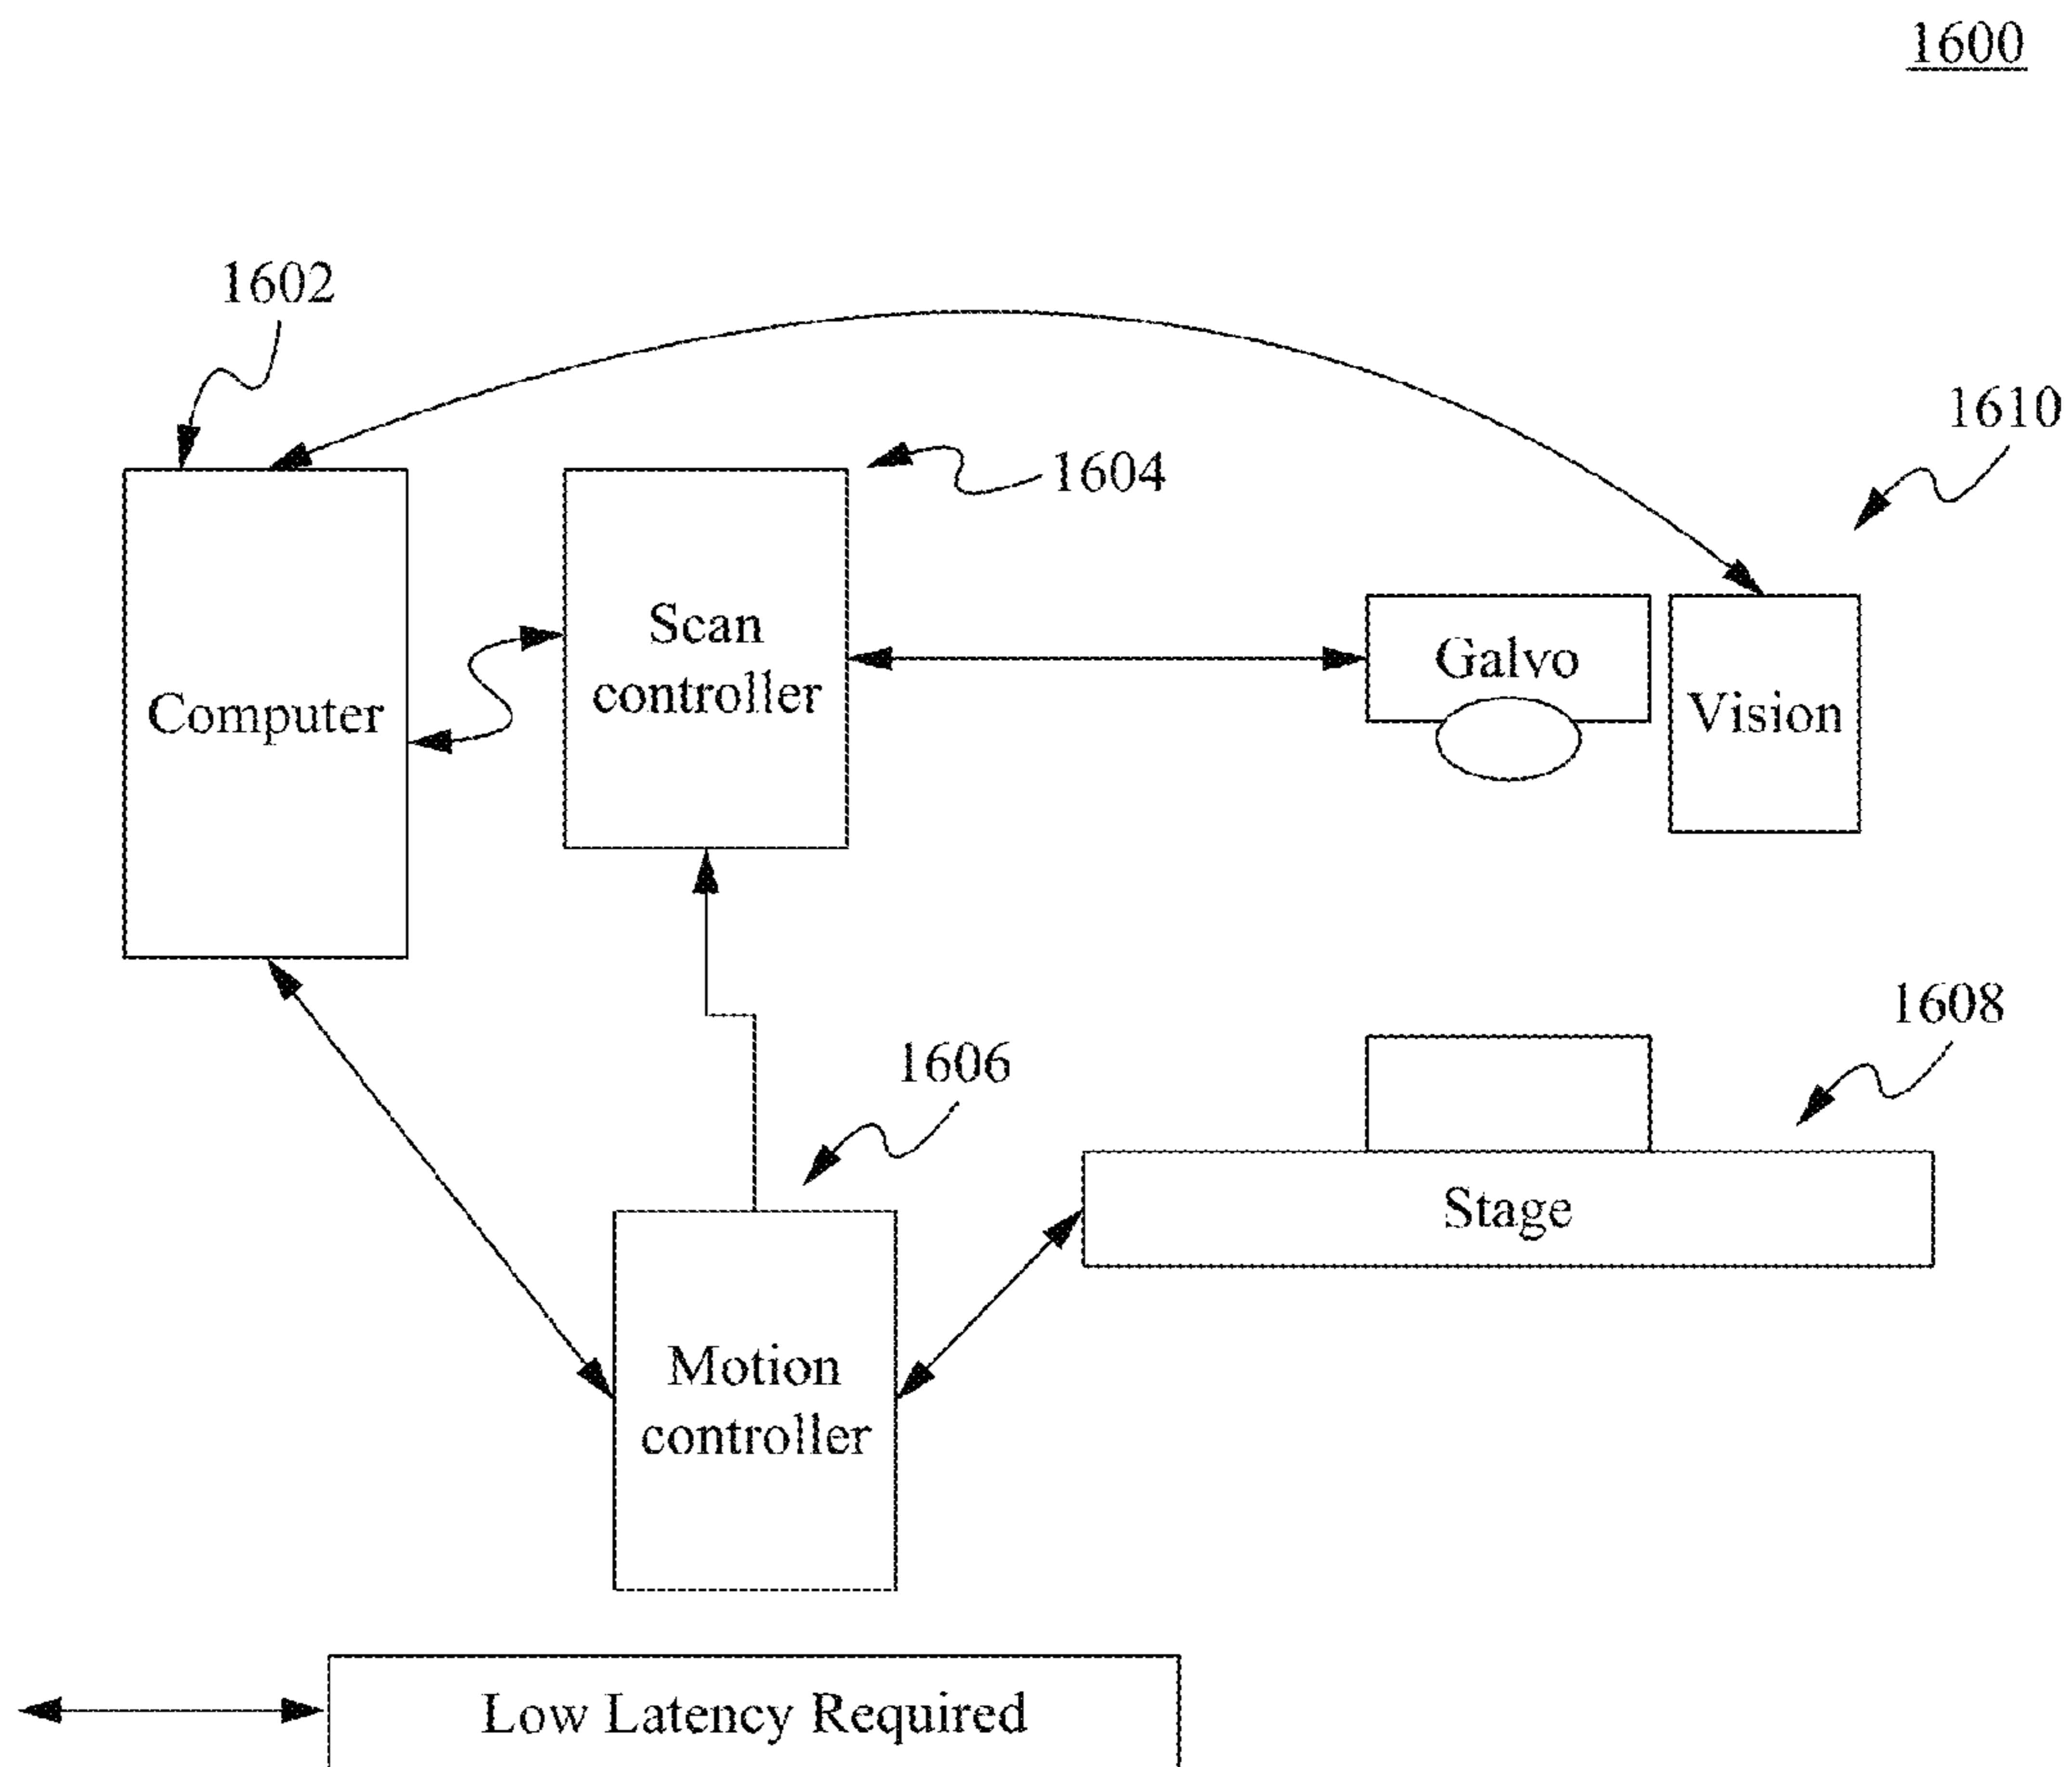 1600
1602
1610
1604
Scan
controller
Galvo
Computer
Vision
1608
1606
Stage
Motion
controller
Low Latency Required